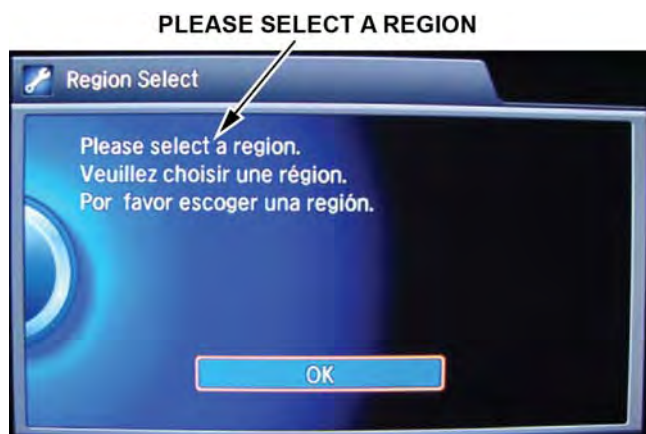 PLEASE SELECT A REGION
Region Select
Please select a region.
Veuillez choisir une région.
Por favor escoger una región.
OK